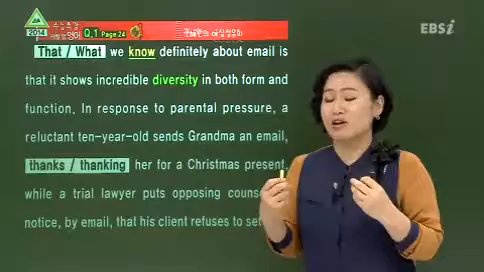 2014
Q.1 Page 24
EBSi
That / What we know definitely about email is
that it shows incredible diversity in both form and
function. In response to parental pressure, a
reluctant ten-year-old sends Grandma an email,
thanks / thanking her for a Christmas present,
while a trial lawyer puts opposing
notice, by email, that his client refuses to